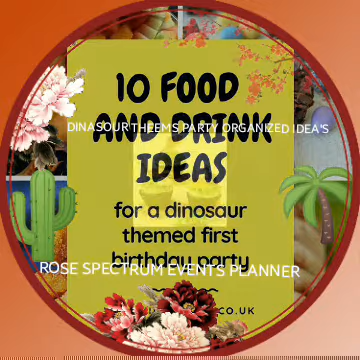 10 FOOD
DINASOUR THEEMS PARTY ORGANIZED IDEA'S
AND DRINK
IDEAS
for a dinosaur
themed first
birthday party
ROSE SPECTRUM EVENTS PLANNER
CO.UK